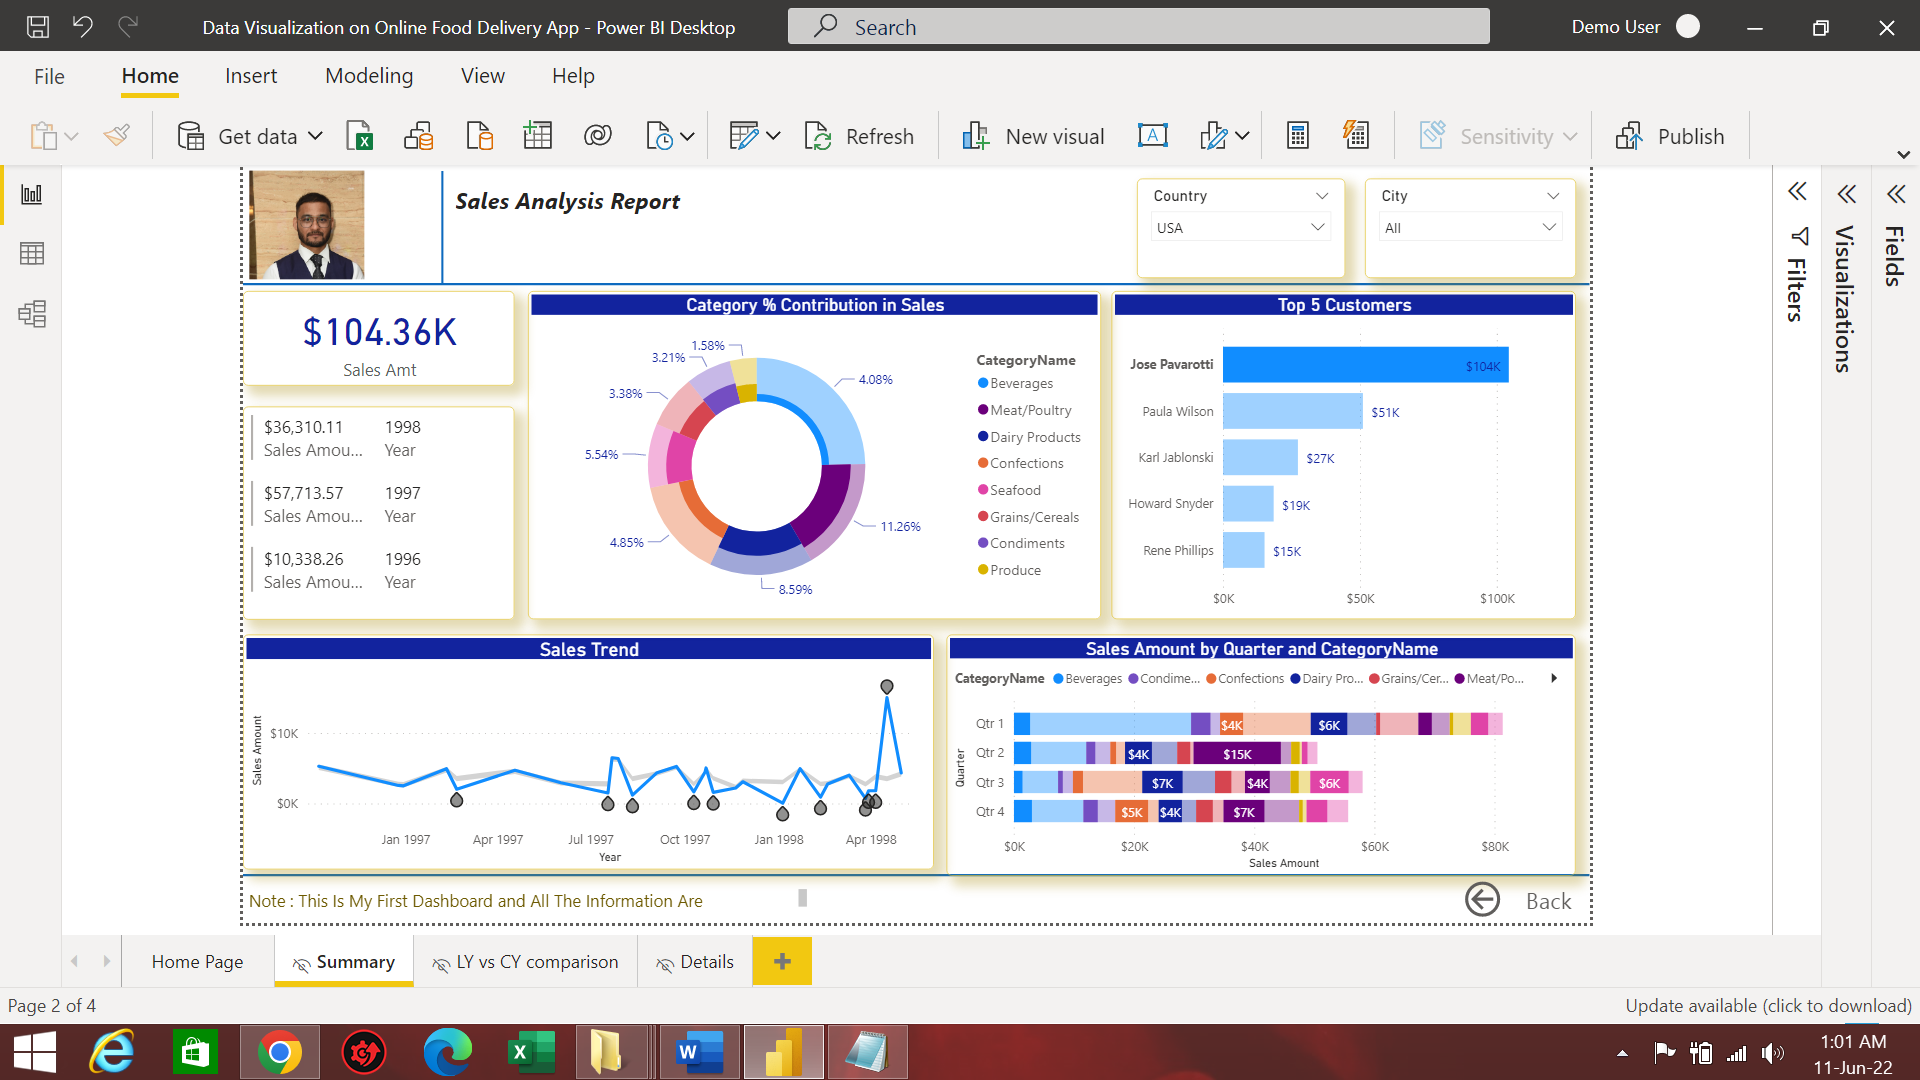 Data Visualization on Online Food Delivery App - Power BI Desktop
Search
Demo User
File Home Insert Modeling View Help
Get data
Refresh
New visual
A
Sensitivity
Publish
Sales Analysis Report
Country
USA
City
All
Filters
Visualizations
Fields
$104.36K
Sales Amt
$36,310.11 1998
Sales Amou... Year
$57,713.57 1997
Sales Amou... Year
$10,338.26 1996
Sales Amou... Year
Category % Contribution in Sales
1.58%
3.21%
3.38%
5.54%
4.85%
8.59%
11.26%
4.08%
CategoryName
Beverages
Meat/Poultry
Dairy Products
Confections
Seafood
Grains/Cereals
Condiments
Produce
Top 5 Customers
Jose Pavarotti $104K
Paula Wilson $51K
Karl Jablonski $27K
Howard Snyder $19K
Rene Phillips $15K
$0K $50K $100K
Sales Trend
Sales Amount
$10K
$0K
Jan 1997 Apr 1997 Jul 1997 Oct 1997 Jan 1998 Apr 1998
Year
Sales Amount by Quarter and CategoryName
CategoryName Beverages Condime... Confections Dairy Pro... Grains/Cer... Meat/Po...
Quarter
Qtr 1 $4K $6K
Qtr 2 $4K $15K
Qtr 3 $7K $4K $6K
Qtr 4 $5K $4K $7K
$0K $20K $40K $60K $80K
Sales Amount
Note : This Is My First Dashboard and All The Information Are
Back
Home Page Summary LY vs CY comparison Details
Page 2 of 4
Update available (click to download)
1:01 AM
11-Jun-22